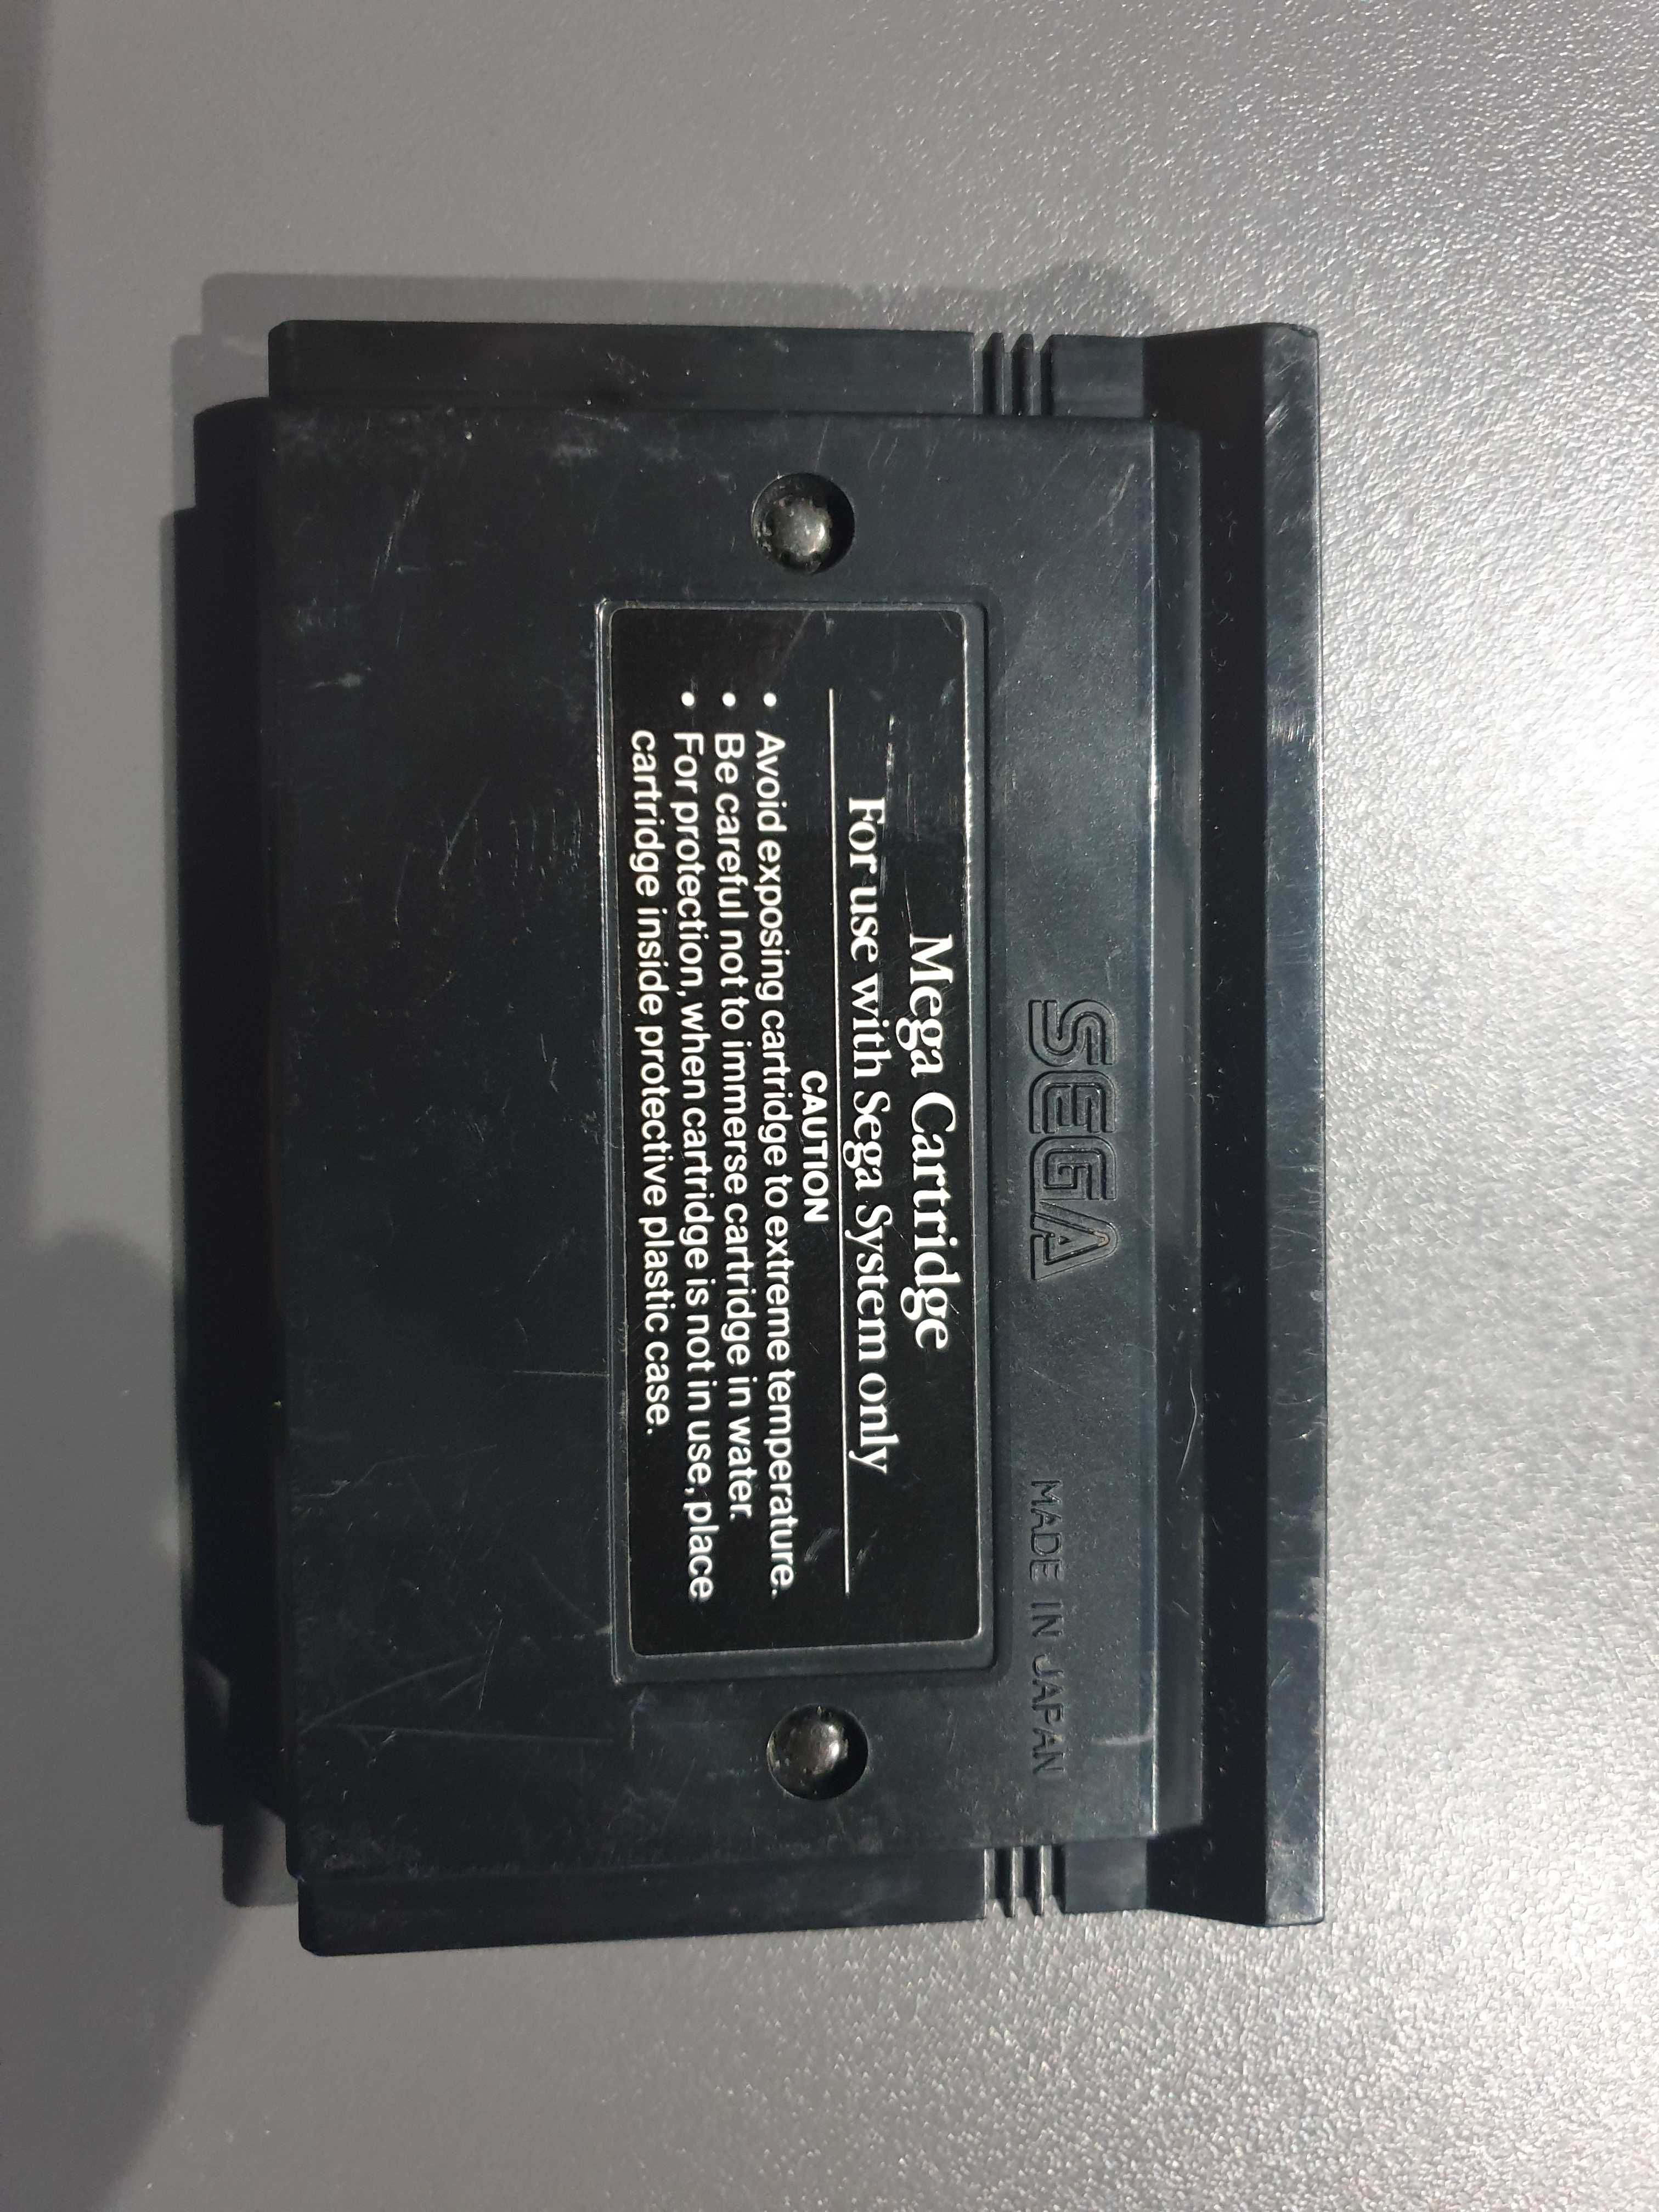 SEGA
MADE IN JAPAN
Mega Cartridge
For use with Sega System only
CAUTION
• Avoid exposing cartridge to extreme temperature.
• Be careful not to immerse cartridge in water.
• For protection, when cartridge is not in use, place
cartridge inside protective plastic case.